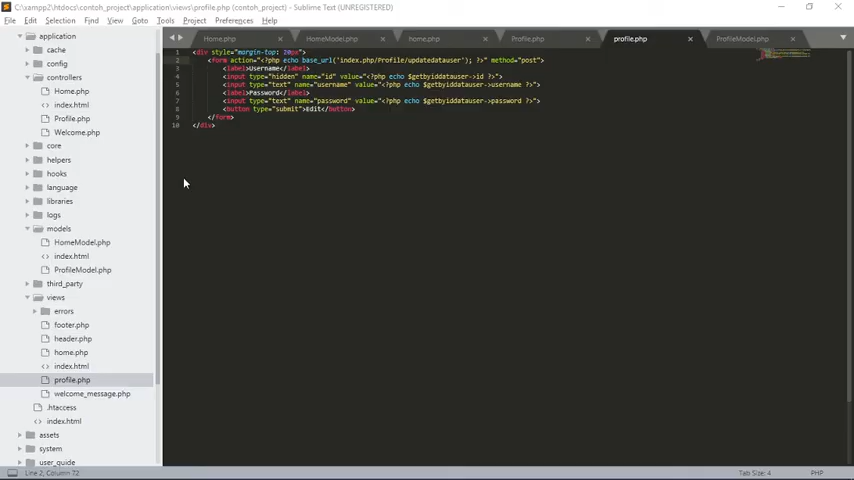 C:\xampp2\htdocs\contoh_project\application\views\profile.php (contoh_project) - Sublime Text (UNREGISTERED)
File Edit Selection Find View Goto Tools Project Preferences Help
application
cache
config
controllers
Home.php
index.html
Profile.php
Welcome.php
core
helpers
hooks
language
libraries
logs
models
HomeModel.php
index.html
ProfileModel.php
third_party
views
errors
footer.php
header.php
home.php
index.html
profile.php
welcome_message.php
.htaccess
index.html
assets
system
user_guide
Home.php HomeModel.php home.php Profile.php profile.php ProfileModel.php
1 <div style="margin-top: 20px">
2 <form action="<?php echo base_url('index.php/Profile/updatedatauser'); ?>" method="post">
3 <label>Username</label>
4 <input type="hidden" name="id" value="<?php echo $getbyiddatauser->id ?>">
5 <input type="text" name="username" value="<?php echo $getbyiddatauser->username ?>">
6 <label>Password</label>
7 <input type="text" name="password" value="<?php echo $getbyiddatauser->password ?>">
8 <button type="submit">Edit</button>
9 </form>
10 </div>
Line 2, Column 72 Tab Size: 4 PHP